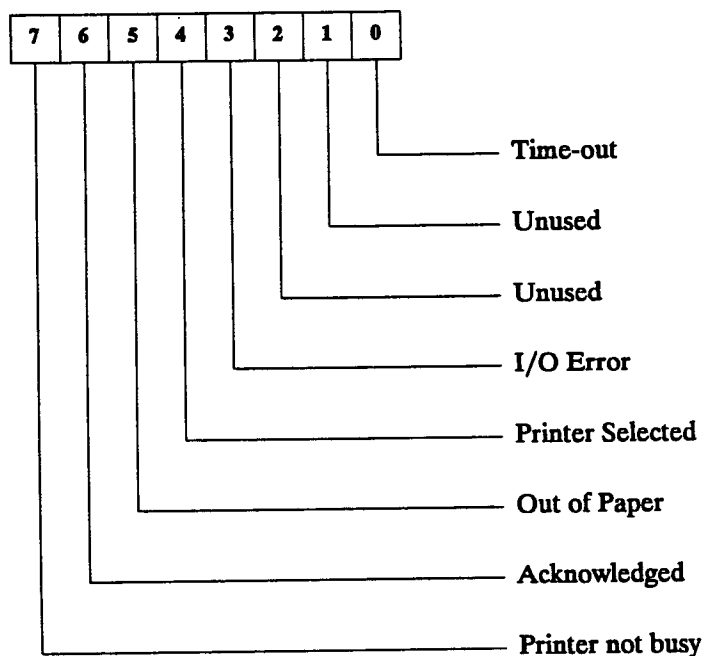 7 6 5 4 3 2 1 0
Time-out
Unused
Unused
I/O Error
Printer Selected
Out of Paper
Acknowledged
Printer not busy